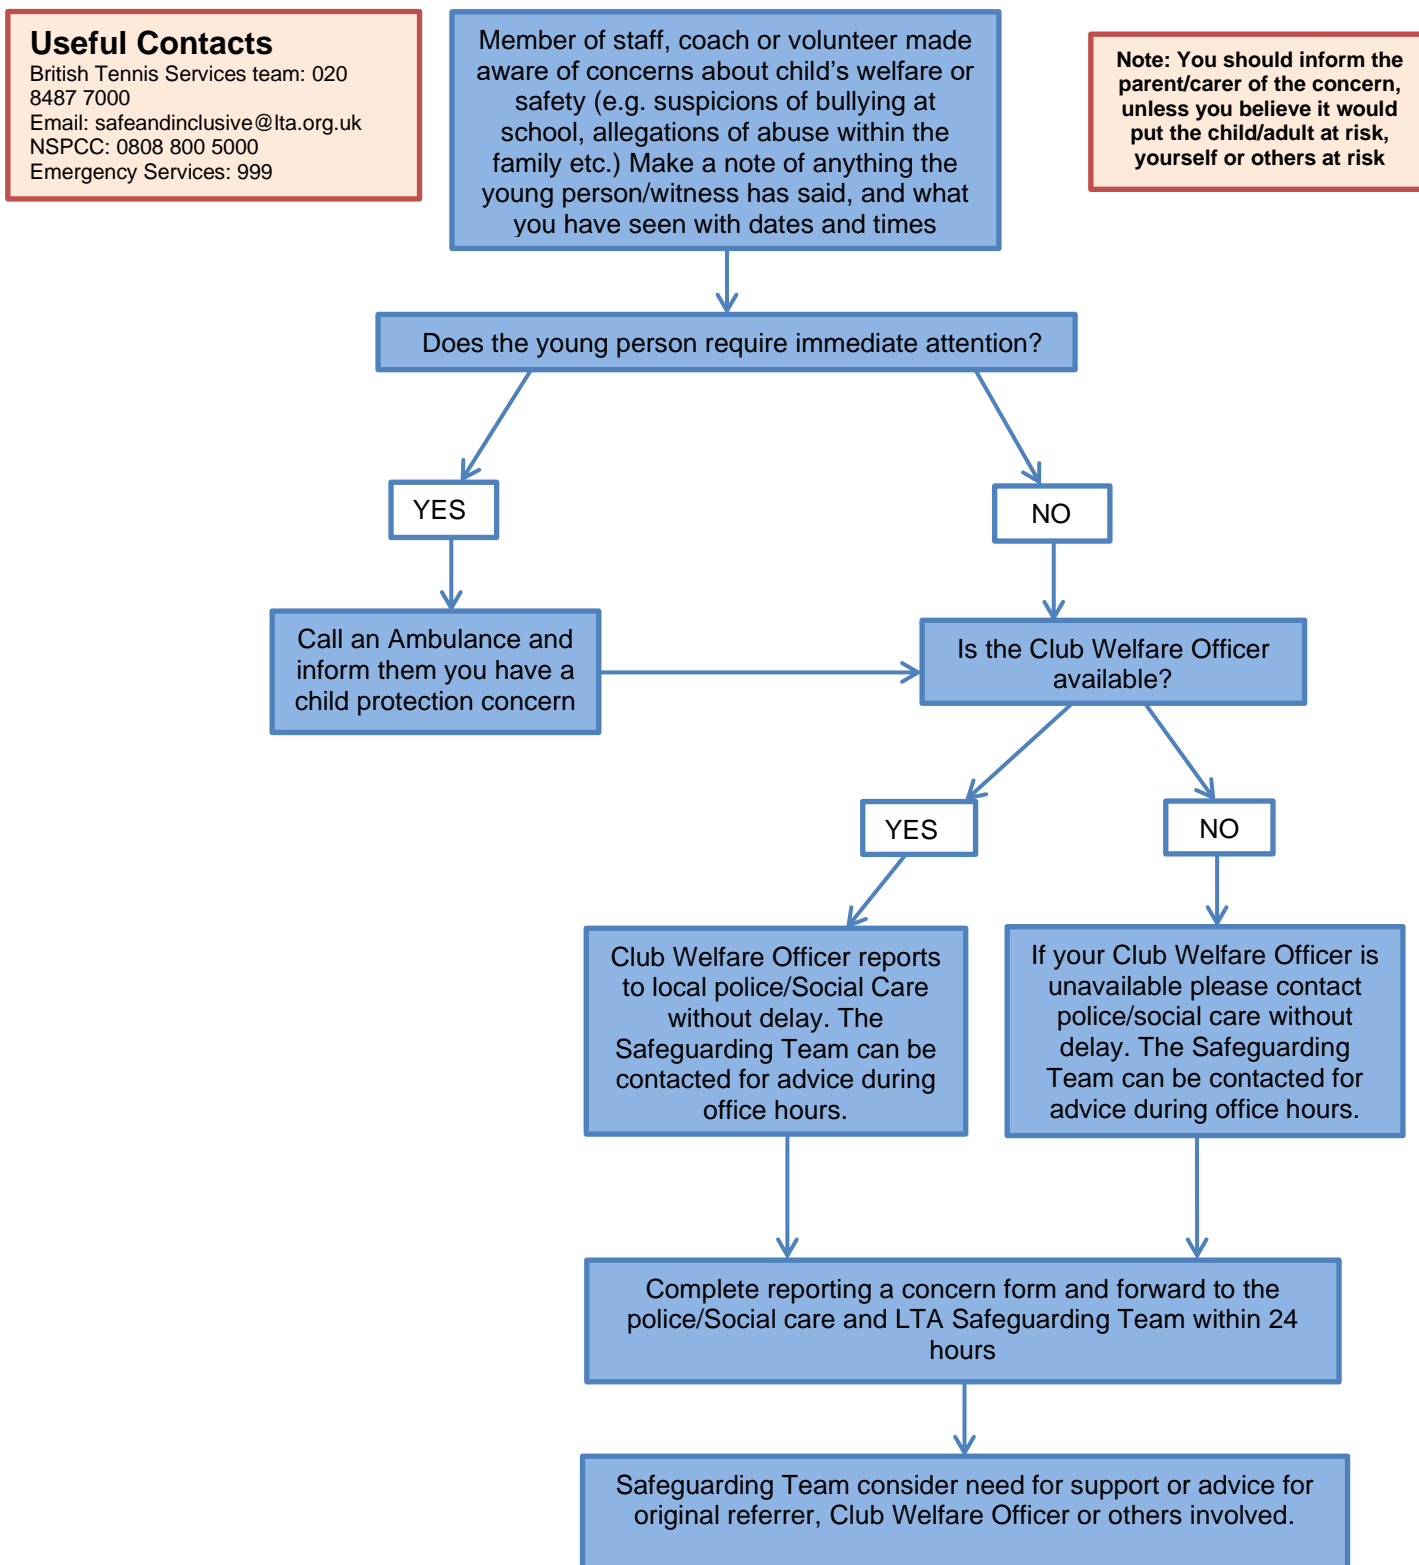 Useful Contacts
British Tennis Services team: 020
8487 7000
Email: safeandinclusive@lta.org.uk
NSPCC: 0808 800 5000
Emergency Services: 999
Member of staff, coach or volunteer made
aware of concerns about child's welfare or
safety (e.g. suspicions of bullying at
school, allegations of abuse within the
family etc.) Make a note of anything the
young person/witness has said, and what
you have seen with dates and times
Note: You should inform the
parent/carer of the concern,
unless you believe it would
put the child/adult at risk,
yourself or others at risk
Does the young person require immediate attention?
YES
NO
Call an Ambulance and
inform them you have a
child protection concern
Is the Club Welfare Officer
available?
YES
NO
Club Welfare Officer reports
to local police/Social Care
without delay. The
Safeguarding Team can be
contacted for advice during
office hours.
If your Club Welfare Officer is
unavailable please contact
police/social care without
delay. The Safeguarding
Team can be contacted for
advice during office hours.
Complete reporting a concern form and forward to the
police/Social care and LTA Safeguarding Team within 24
hours
Safeguarding Team consider need for support or advice for
original referrer, Club Welfare Officer or others involved.